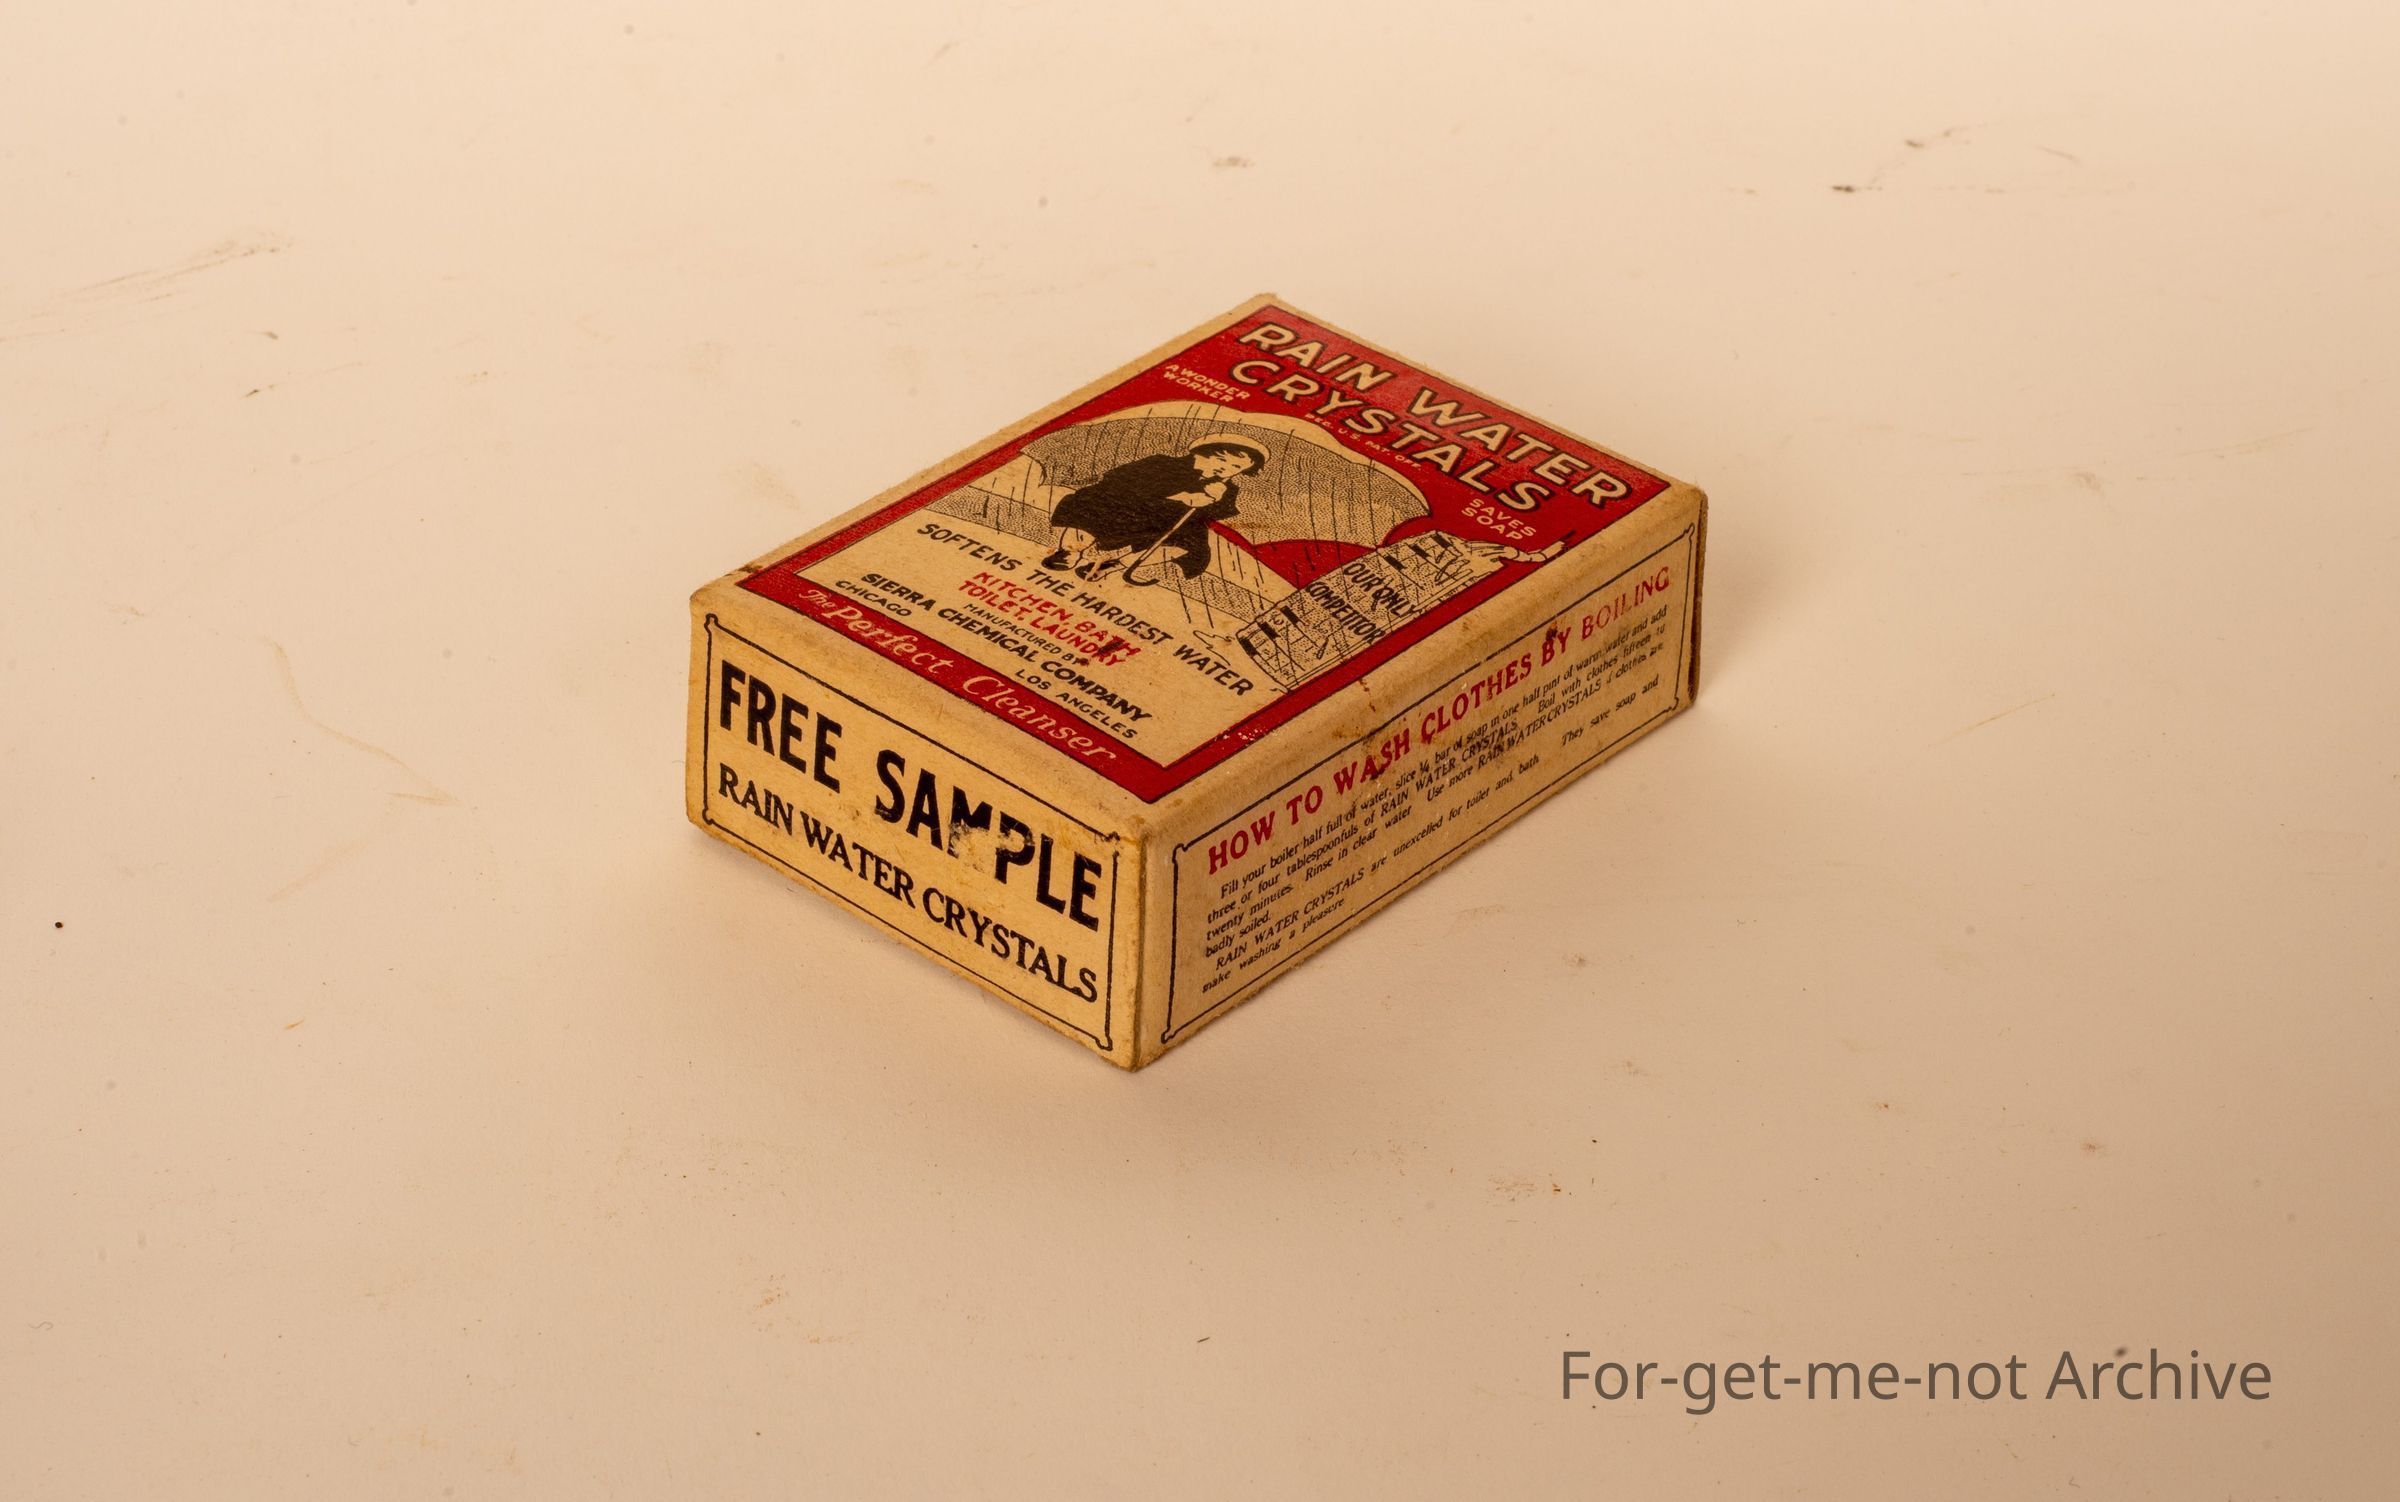 RAIN WATER
CRYSTALS
A WONDER
WORKER
REG. U.S. PAT. OFF.
SAVES
SOAP
OUR ONLY
COMPETITOR
SOFTENS THE HARDEST WATER
KITCHEN, BATH
TOILET, LAUNDRY
MANUFACTURED BY
SIERRA CHEMICAL COMPANY
CHICAGO LOS ANGELES
The Perfect Cleanser
FREE SAMPLE
RAIN WATER CRYSTALS
HOW TO WASH CLOTHES BY BOILING
Fill your boiler half full of water, slice ¼ bar of soap in one half pint of warm water and add
three or four tablespoonfuls of RAIN WATER CRYSTALS Boil with clothes fifteen to
twenty minutes. Rinse in clear water Use more RAIN WATER CRYSTALS if clothes are
badly soiled.
RAIN WATER CRYSTALS are unexcelled for toilet and bath They save soap and
make washing a pleasure
For-get-me-not Archive